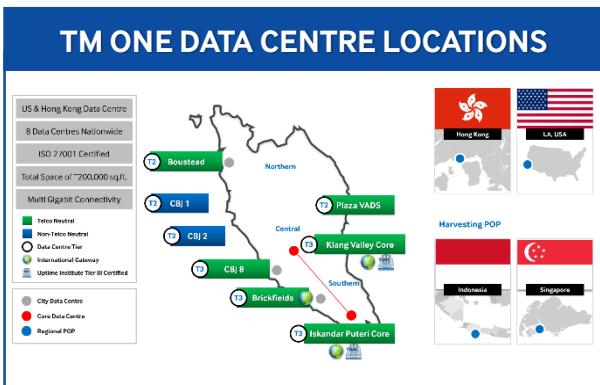 TM ONE DATA CENTRE LOCATIONS
US & Hong Kong Data Centre
8 Data Centres Nationwide
ISO 27001 Certified
Total Space of ~200,000 sq.ft.
Multi Gigabit Connectivity
Telco Neutral
Non-Telco Neutral
Data Centre Tier
International Gateway
Uptime Institute Tier III Certified
City Data Centre
Core Data Centre
Regional POP
T2 Boustead
Northern
T2 CBJ 1
T2 Plaza VADS
T2 CBJ 2
Central
T3 Klang Valley Core
T3 CBJ 8
Southern
T3 Brickfields
T3 Iskandar Puteri Core
Hong Kong
LA, USA
Harvesting POP
Indonesia
Singapore